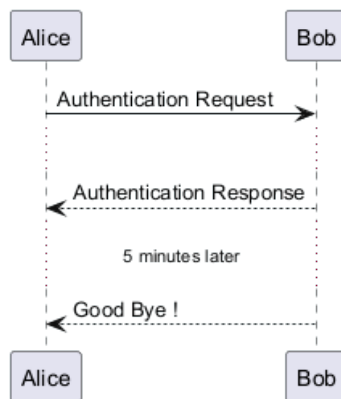 Alice
Bob
Authentication Request
Authentication Response
5 minutes later
Good Bye !
Alice
Bob